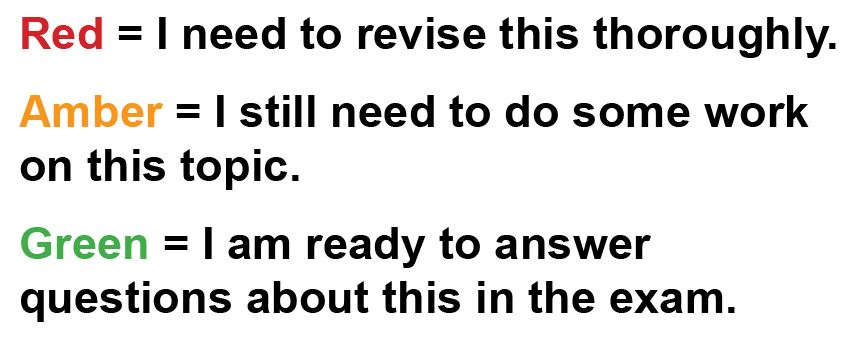 Red = I need to revise this thoroughly.
Amber = I still need to do some work
on this topic.
Green = I am ready to answer
questions about this in the exam.